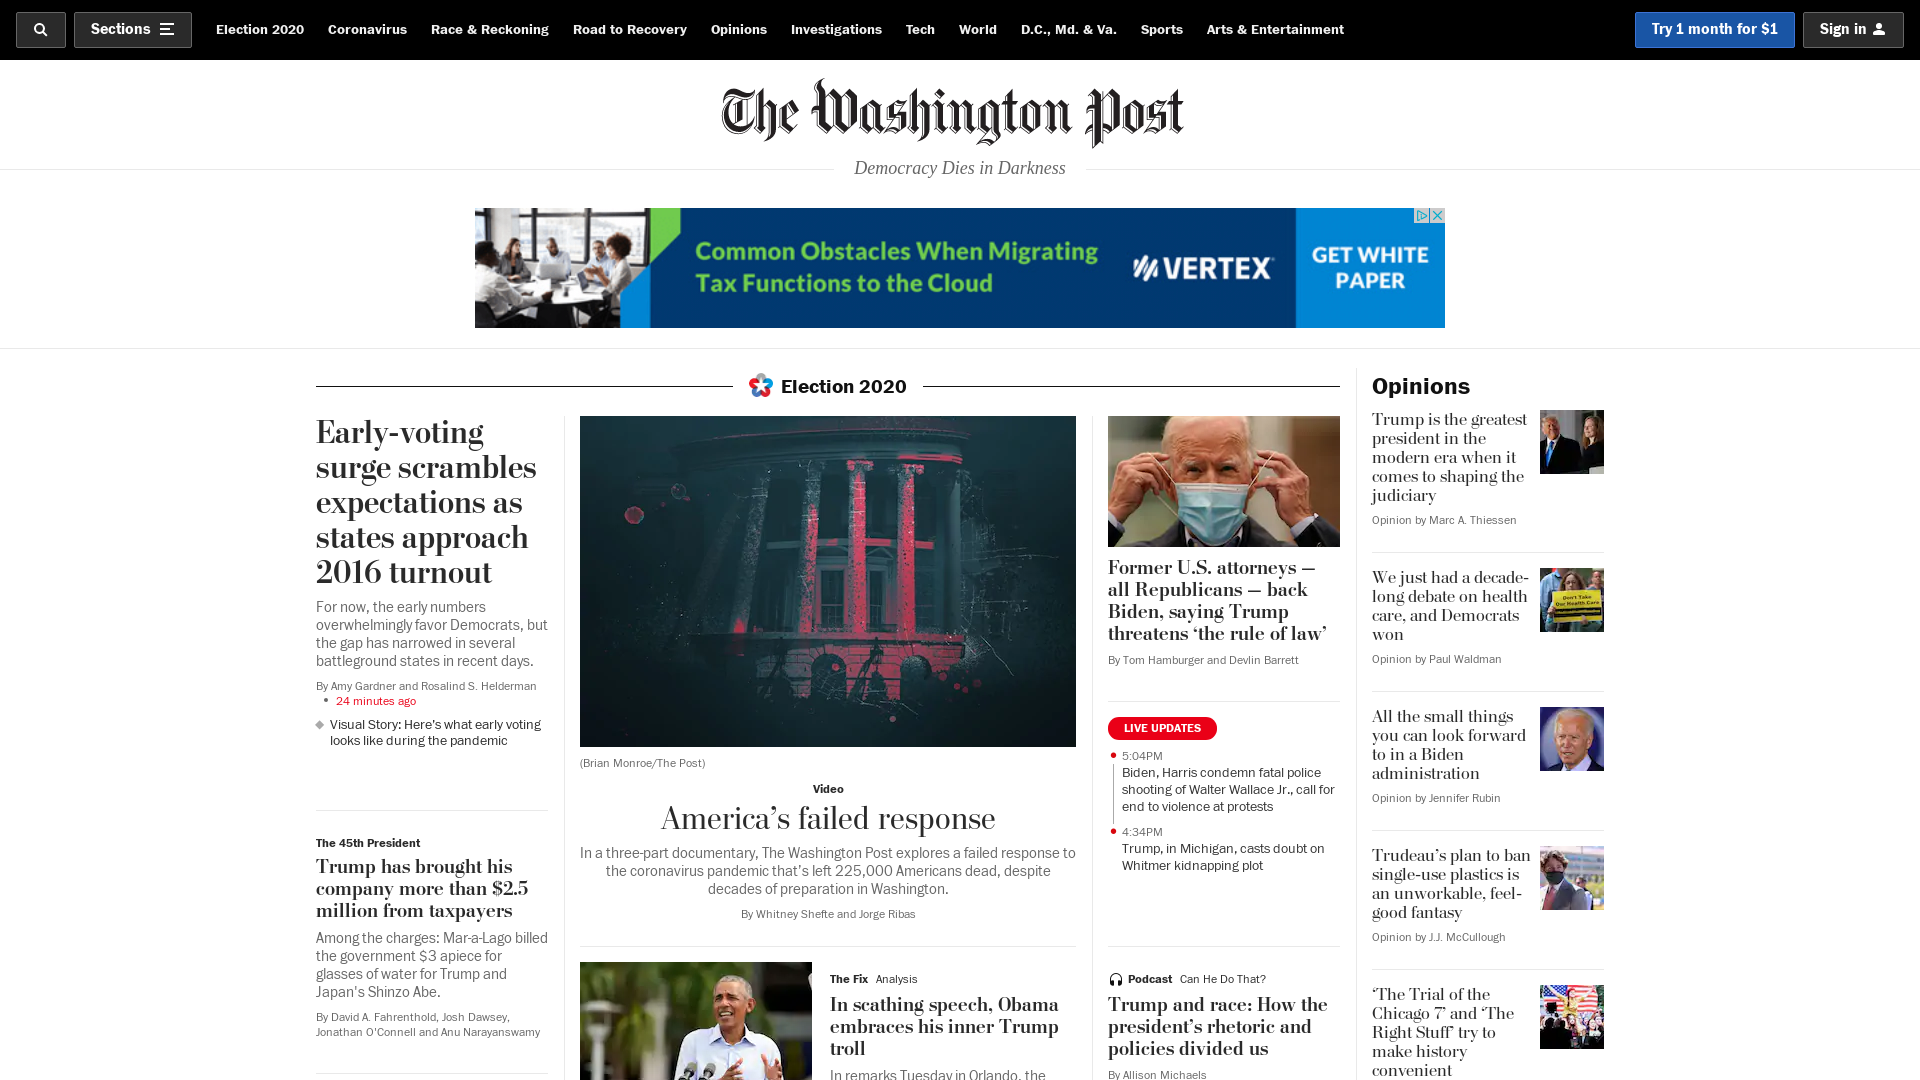 Sections
Election 2020
Coronavirus
Race & Reckoning
Road to Recovery
Opinions
Investigations
Tech
World
D.C., Md. & Va.
Sports
Arts & Entertainment
Try 1 month for $1
Sign in
The Washington Post
Democracy Dies in Darkness
Common Obstacles When Migrating
Tax Functions to the Cloud
VERTEX
GET WHITE
PAPER
Election 2020
Early-voting
surge scrambles
expectations as
states approach
2016 turnout
For now, the early numbers
overwhelmingly favor Democrats, but
the gap has narrowed in several
battleground states in recent days.
By Amy Gardner and Rosalind S. Helderman
• 24 minutes ago
Visual Story: Here's what early voting
looks like during the pandemic
The 45th President
Trump has brought his
company more than $2.5
million from taxpayers
Among the charges: Mar-a-Lago billed
the government $3 apiece for
glasses of water for Trump and
Japan's Shinzo Abe.
By David A. Fahrenthold, Josh Dawsey,
Jonathan O'Connell and Anu Narayanswamy
(Brian Monroe/The Post)
Video
America’s failed response
In a three-part documentary, The Washington Post explores a failed response to
the coronavirus pandemic that’s left 225,000 Americans dead, despite
decades of preparation in Washington.
By Whitney Shefte and Jorge Ribas
The Fix Analysis
In scathing speech, Obama
embraces his inner Trump
troll
In remarks Tuesday in Orlando, the
Former U.S. attorneys —
all Republicans — back
Biden, saying Trump
threatens ‘the rule of law’
By Tom Hamburger and Devlin Barrett
LIVE UPDATES
5:04PM
Biden, Harris condemn fatal police
shooting of Walter Wallace Jr., call for
end to violence at protests
4:34PM
Trump, in Michigan, casts doubt on
Whitmer kidnapping plot
Podcast Can He Do That?
Trump and race: How the
president’s rhetoric and
policies divided us
By Allison Michaels
Opinions
Trump is the greatest
president in the
modern era when it
comes to shaping the
judiciary
Opinion by Marc A. Thiessen
We just had a decade-
long debate on health
care, and Democrats
won
Opinion by Paul Waldman
Don't Take
Our Health Care
All the small things
you can look forward
to in a Biden
administration
Opinion by Jennifer Rubin
Trudeau’s plan to ban
single-use plastics is
an unworkable, feel-
good fantasy
Opinion by J.J. McCullough
‘The Trial of the
Chicago 7’ and ‘The
Right Stuff’ try to
make history
convenient